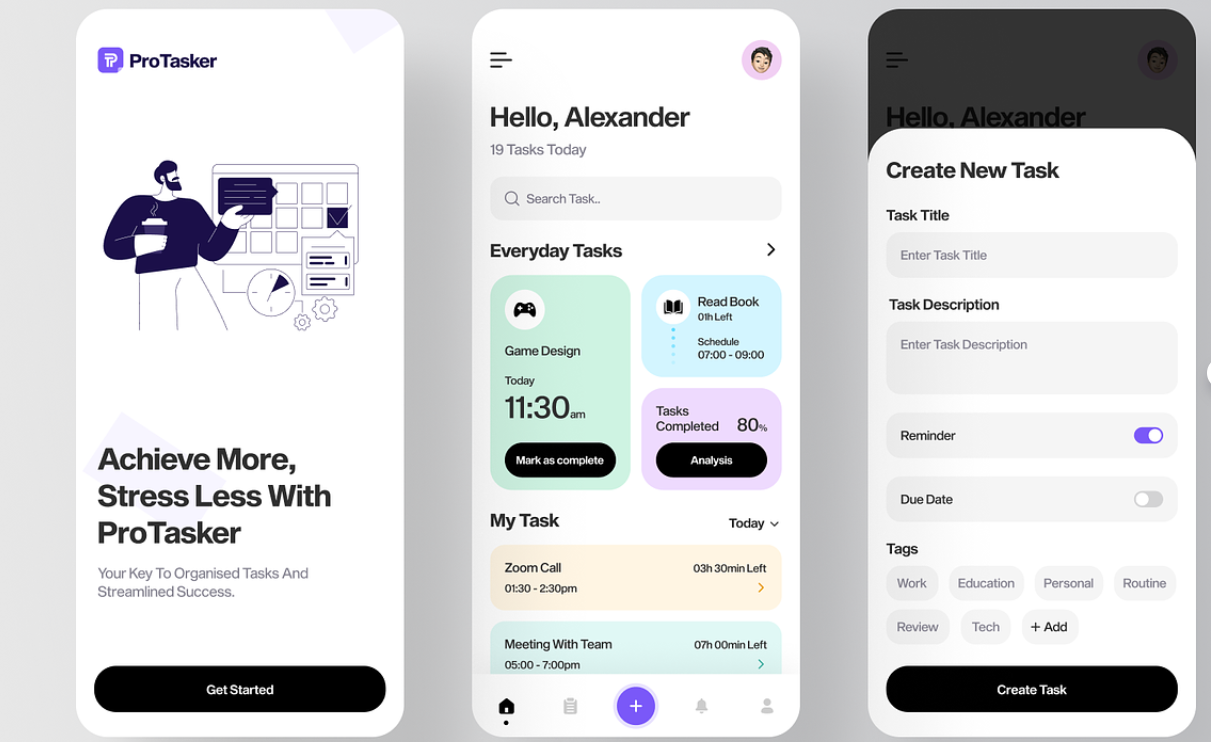 ProTasker
Achieve More,
Stress Less With
ProTasker
Your Key To Organised Tasks And
Streamlined Success.
Get Started
Hello, Alexander
19 Tasks Today
Search Task..
Everyday Tasks
Game Design
Today
11:30am
Mark as complete
Read Book
01h Left
Schedule
07:00 - 09:00
Tasks
Completed 80%
Analysis
My Task
Today
Zoom Call
03h 30min Left
01:30 - 2:30pm
Meeting With Team
07h 00min Left
05:00 - 7:00pm
Hello, Alexander
Create New Task
Task Title
Enter Task Title
Task Description
Enter Task Description
Reminder
Due Date
Tags
Work Education Personal Routine
Review Tech + Add
Create Task